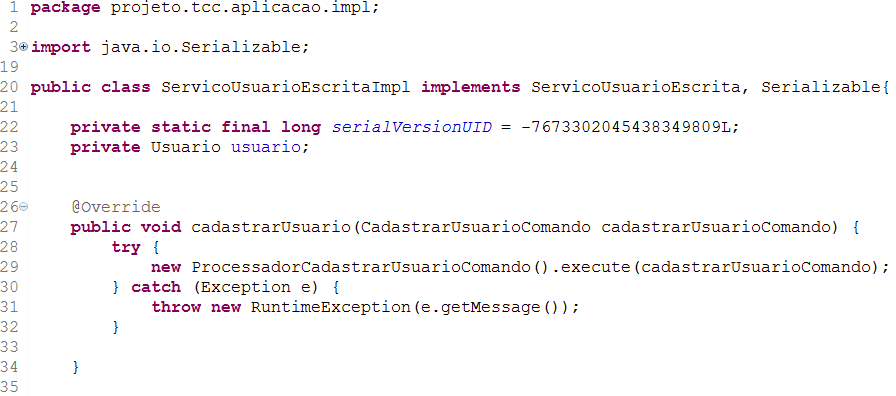 1 package projeto.tcc.aplicacao.impl;
2
3 import java.io.Serializable;
19
20 public class ServicoUsuarioEscritaImpl implements ServicoUsuarioEscrita, Serializable{
21
22     private static final long serialVersionUID = -7673302045438349809L;
23     private Usuario usuario;
24
25
26     @Override
27     public void cadastrarUsuario(CadastrarUsuarioComando cadastrarUsuarioComando) {
28         try {
29             new ProcessadorCadastrarUsuarioComando().execute(cadastrarUsuarioComando);
30         } catch (Exception e) {
31             throw new RuntimeException(e.getMessage());
32         }
33
34     }
35